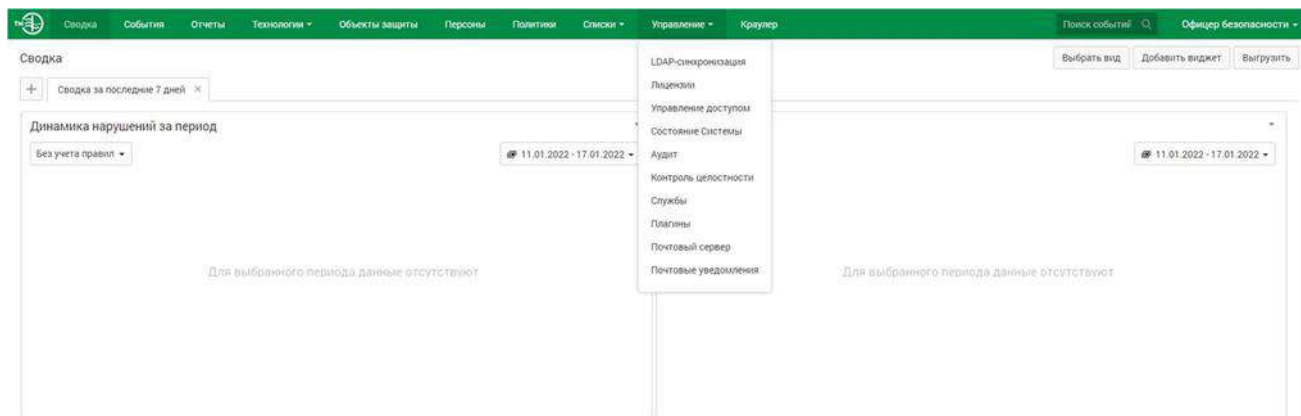 TM Сводка События Отчеты Технологии Объекты защиты Персоны Политики Списки Управление Краулер Поиск событий Офицер безопасности
Сводка Выбрать вид Добавить виджет Выгрузить
+ Сводка за последние 7 дней ×
LDAP-синхронизация
Лицензии
Управление доступом
Состояние Системы
Аудит
Контроль целостности
Службы
Плагины
Почтовый сервер
Почтовые уведомления
Динамика нарушений за период
Без учета правил 11.01.2022 - 17.01.2022
Для выбранного периода данные отсутствуют
11.01.2022 - 17.01.2022
Для выбранного периода данные отсутствуют